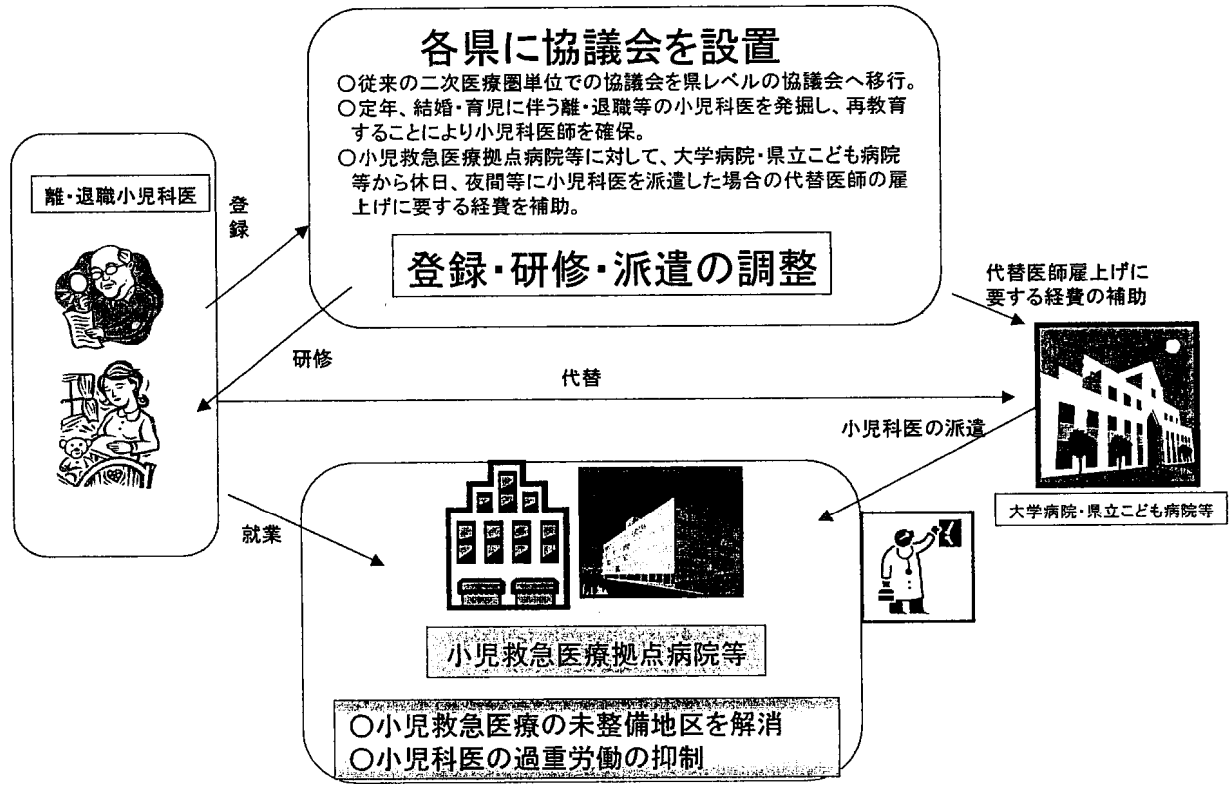 各県に協議会を設置
○従来の二次医療圏単位での協議会を県レベルの協議会へ移行。
○定年、結婚・育児に伴う離・退職等の小児科医を発掘し、再教育
することにより小児科医師を確保。
○小児救急医療拠点病院等に対して、大学病院・県立こども病院
等から休日、夜間等に小児科医を派遣した場合の代替医師の雇
上げに要する経費を補助。
登録・研修・派遣の調整
離・退職小児科医
登
録
研修
代替医師雇上げに
要する経費の補助
代替
小児科医の派遣
大学病院・県立こども病院等
就業
小児救急医療拠点病院等
○小児救急医療の未整備地区を解消
○小児科医の過重労働の抑制